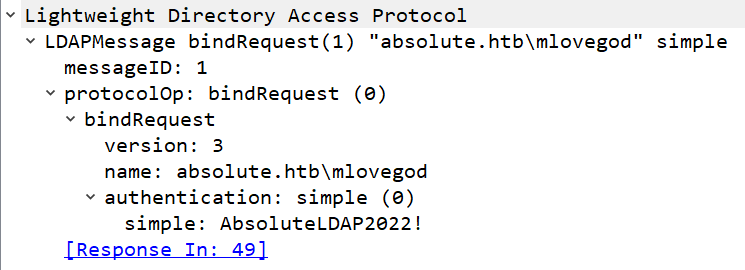 Lightweight Directory Access Protocol
LDAPMessage bindRequest(1) "absolute.htb\mlovegod" simple
messageID: 1
protocolOp: bindRequest (0)
bindRequest
version: 3
name: absolute.htb\mlovegod
authentication: simple (0)
simple: AbsoluteLDAP2022!
[Response In: 49]